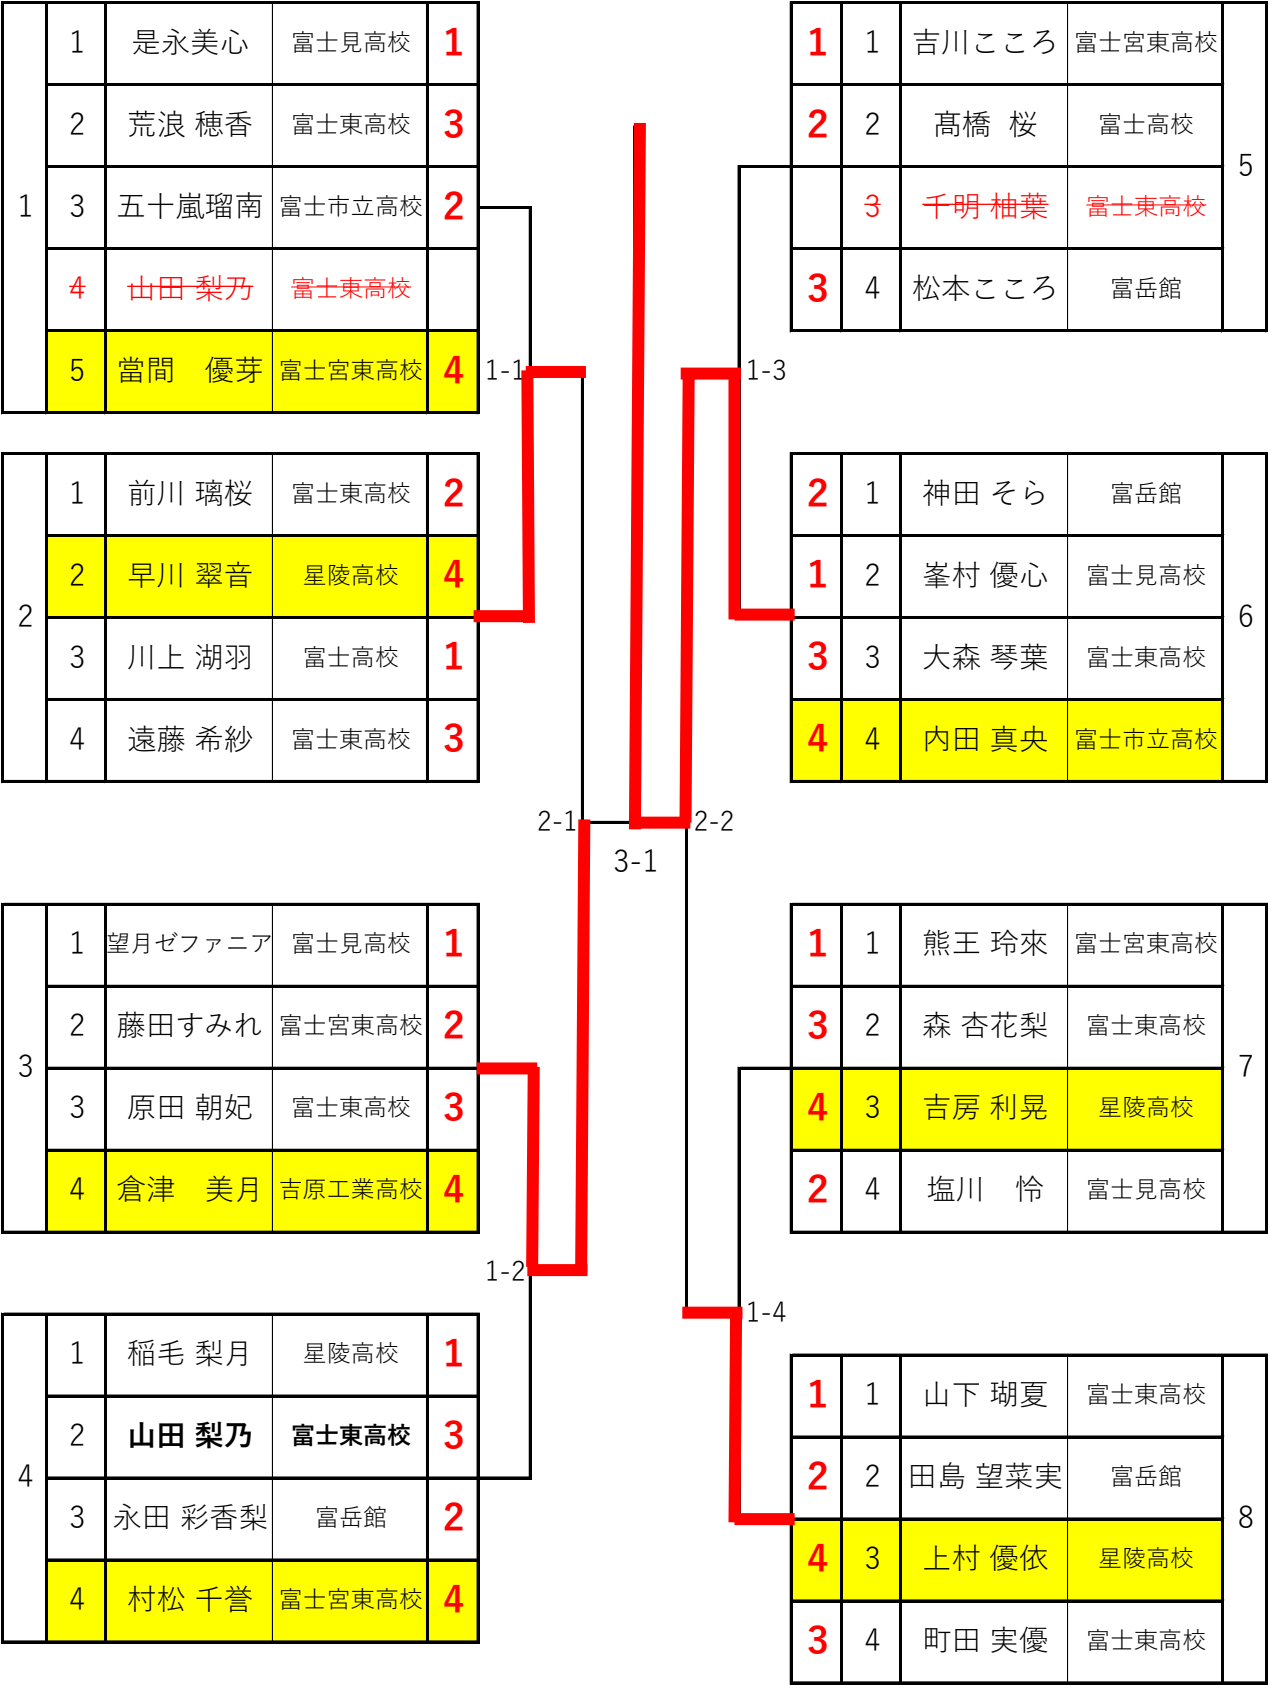 1
1 是永美心 富士見高校 1
2 荒浪 穂香 富士東高校 3
3 五十嵐瑠南 富士市立高校 2
4 山田 梨乃 富士東高校
5 當間　優芽 富士宮東高校 4
1-1
2
1 前川 璃桜 富士東高校 2
2 早川 翠音 星陵高校 4
3 川上 湖羽 富士高校 1
4 遠藤 希紗 富士東高校 3
2-1
3
1 望月ゼファニア 富士見高校 1
2 藤田すみれ 富士宮東高校 2
3 原田 朝妃 富士東高校 3
4 倉津　美月 吉原工業高校 4
1-2
4
1 稲毛 梨月 星陵高校 1
2 山田 梨乃 富士東高校 3
3 永田 彩香梨 富岳館 2
4 村松 千誉 富士宮東高校 4
3-1
1 1 吉川こころ 富士宮東高校
2 2 髙橋 桜 富士高校
3 千明 柚葉 富士東高校
3 4 松本こころ 富岳館
5
1-3
2 1 神田 そら 富岳館
1 2 峯村 優心 富士見高校
3 3 大森 琴葉 富士東高校
4 4 内田 真央 富士市立高校
6
2-2
1 1 熊王 玲來 富士宮東高校
3 2 森 杏花梨 富士東高校
4 3 吉房 利晃 星陵高校
2 4 塩川　怜 富士見高校
7
1-4
1 1 山下 瑚夏 富士東高校
2 2 田島 望菜実 富岳館
4 3 上村 優依 星陵高校
3 4 町田 実優 富士東高校
8